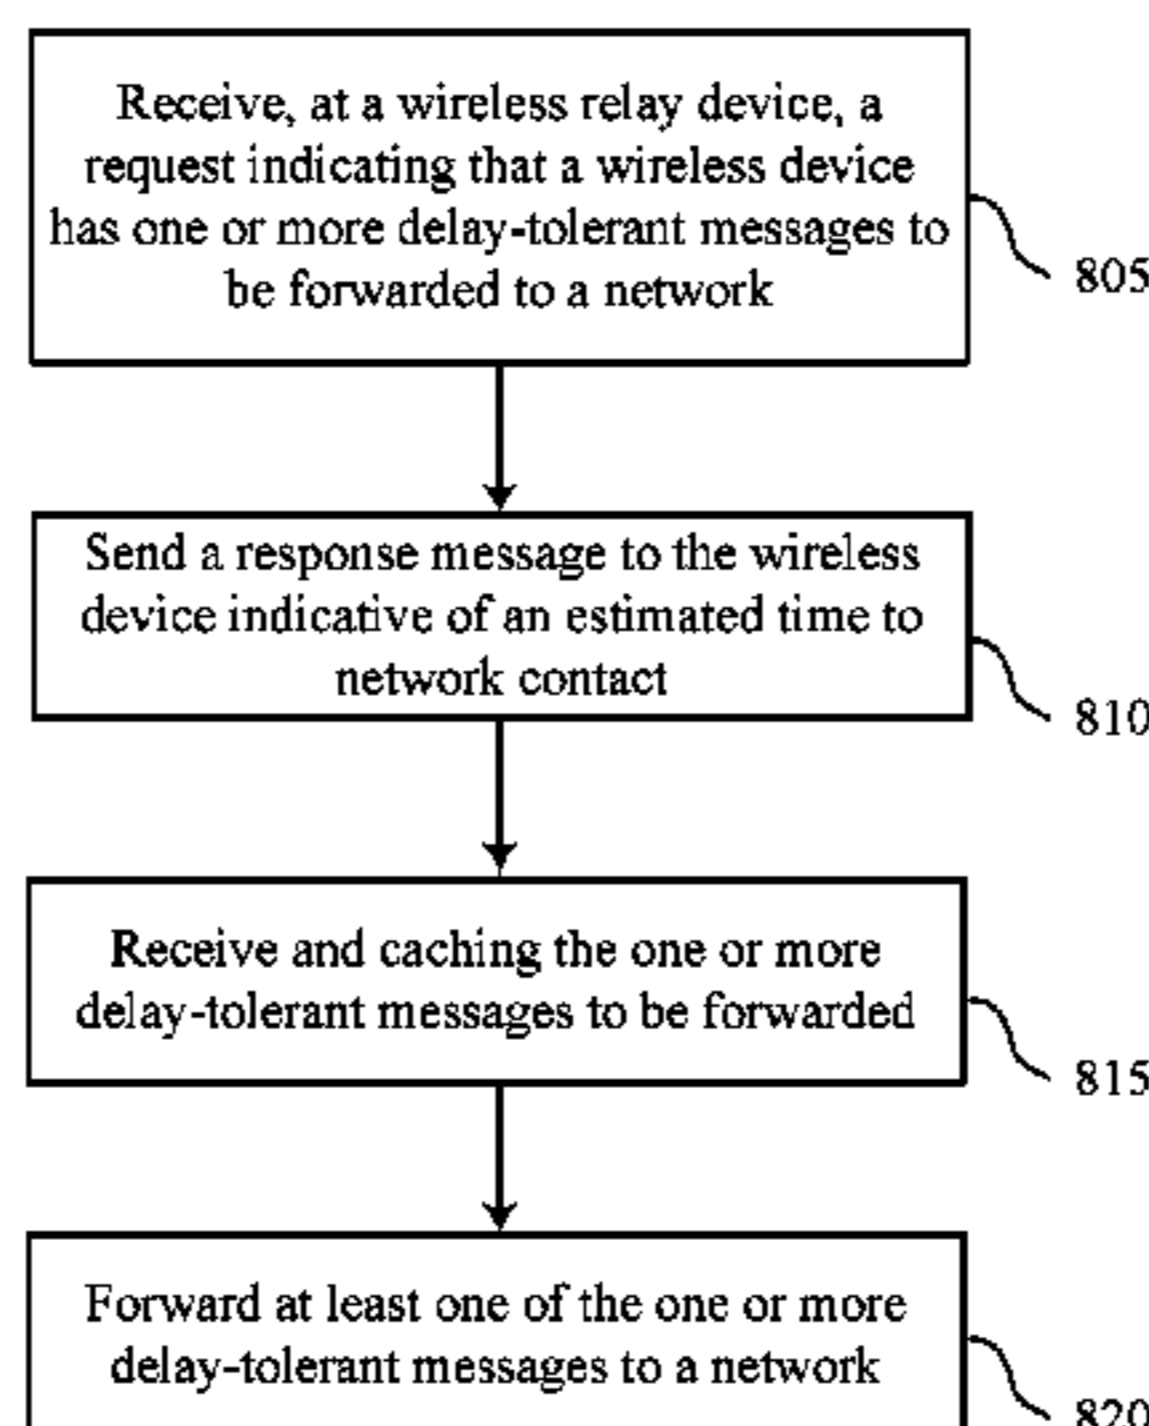 Receive, at a wireless relay device, a
request indicating that a wireless device
has one or more delay-tolerant messages to
be forwarded to a network
805
Send a response message to the wireless
device indicative of an estimated time to
network contact
810
Receive and caching the one or more
delay-tolerant messages to be forwarded
815
Forward at least one of the one or more
delay-tolerant messages to a network
820